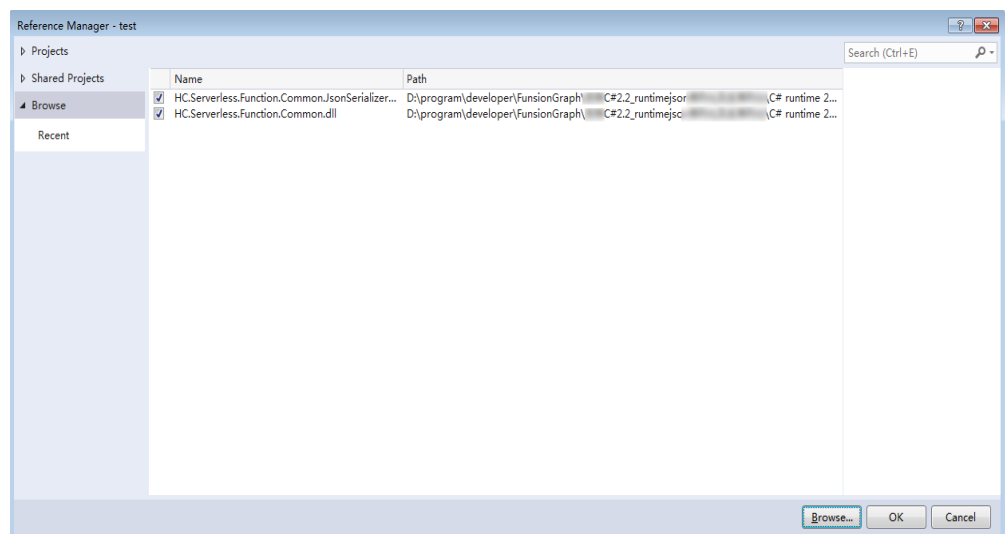 Reference Manager - test
Projects
Shared Projects
Browse
Recent
Search (Ctrl+E)
Name Path
HC.Serverless.Function.Common.JsonSerializer... D:\program\developer\FunsionGraph\ C#2.2_runtimejsor \C# runtime 2...
HC.Serverless.Function.Common.dll D:\program\developer\FunsionGraph\ C#2.2_runtimejsc \C# runtime 2...
Browse... OK Cancel